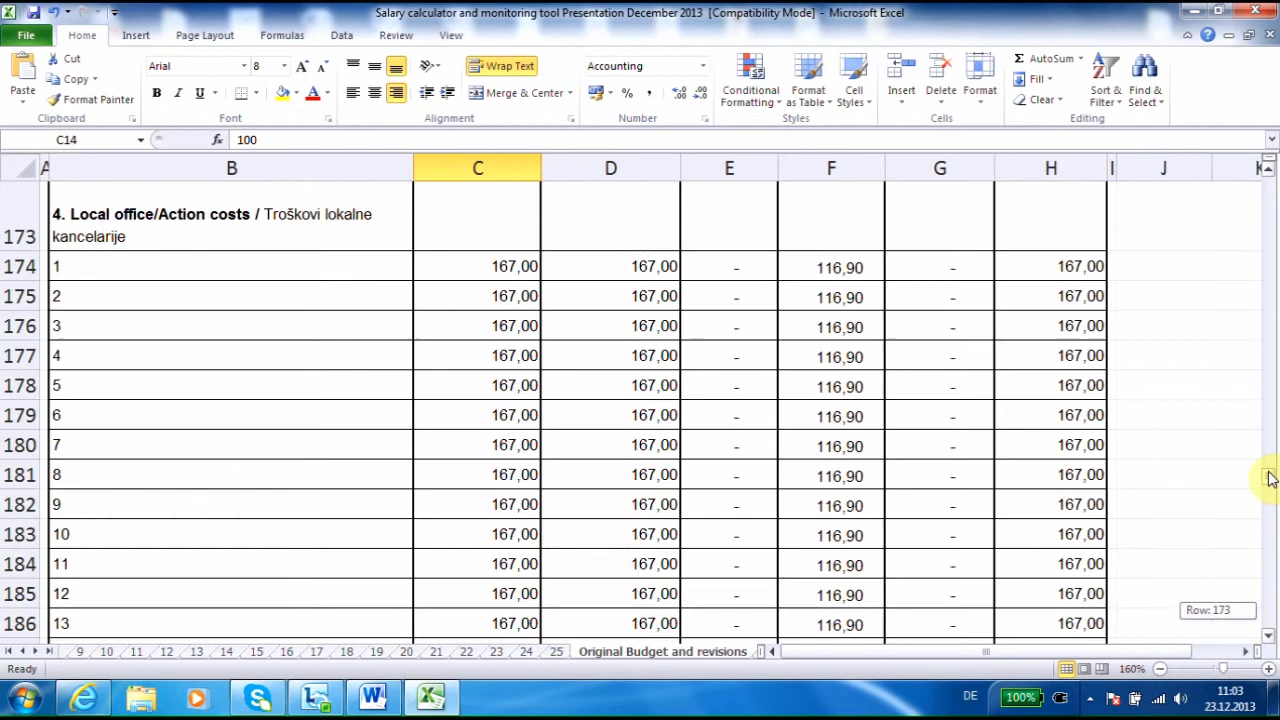 Salary calculator and monitoring tool Presentation December 2013 [Compatibility Mode] - Microsoft Excel
File Home Insert Page Layout Formulas Data Review View
Paste Cut Copy Format Painter Clipboard
Arial 8 A A B I U A Font
Wrap Text Merge & Center Alignment
Accounting % , Number
Conditional Formatting Format as Table Cell Styles Styles
Insert Delete Format Cells
Σ AutoSum Fill Clear Sort & Filter Find & Select Editing
C14 fx 100
A B C D E F G H I J K
173 4. Local office/Action costs / Troškovi lokalne
kancelarije
174 1 167,00 167,00 - 116,90 - 167,00
175 2 167,00 167,00 - 116,90 - 167,00
176 3 167,00 167,00 - 116,90 - 167,00
177 4 167,00 167,00 - 116,90 - 167,00
178 5 167,00 167,00 - 116,90 - 167,00
179 6 167,00 167,00 - 116,90 - 167,00
180 7 167,00 167,00 - 116,90 - 167,00
181 8 167,00 167,00 - 116,90 - 167,00
182 9 167,00 167,00 - 116,90 - 167,00
183 10 167,00 167,00 - 116,90 - 167,00
184 11 167,00 167,00 - 116,90 - 167,00
185 12 167,00 167,00 - 116,90 - 167,00
186 13 167,00 167,00 - 116,90 - 167,00
Row: 173
9 10 11 12 13 14 15 16 17 18 19 20 21 22 23 24 25 Original Budget and revisions
Ready 160%
DE 100% 11:03
23.12.2013